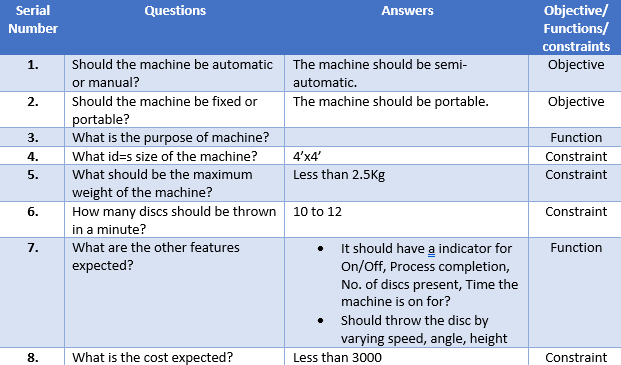 Serial Number Questions Answers Objective/ Functions/ constraints
1. Should the machine be automatic or manual? The machine should be semi-automatic. Objective
2. Should the machine be fixed or portable? The machine should be portable. Objective
3. What is the purpose of machine? Function
4. What id=s size of the machine? 4’x4’ Constraint
5. What should be the maximum weight of the machine? Less than 2.5Kg Constraint
6. How many discs should be thrown in a minute? 10 to 12 Constraint
7. What are the other features expected? • It should have a indicator for On/Off, Process completion, No. of discs present, Time the machine is on for? Function
• Should throw the disc by varying speed, angle, height
8. What is the cost expected? Less than 3000 Constraint